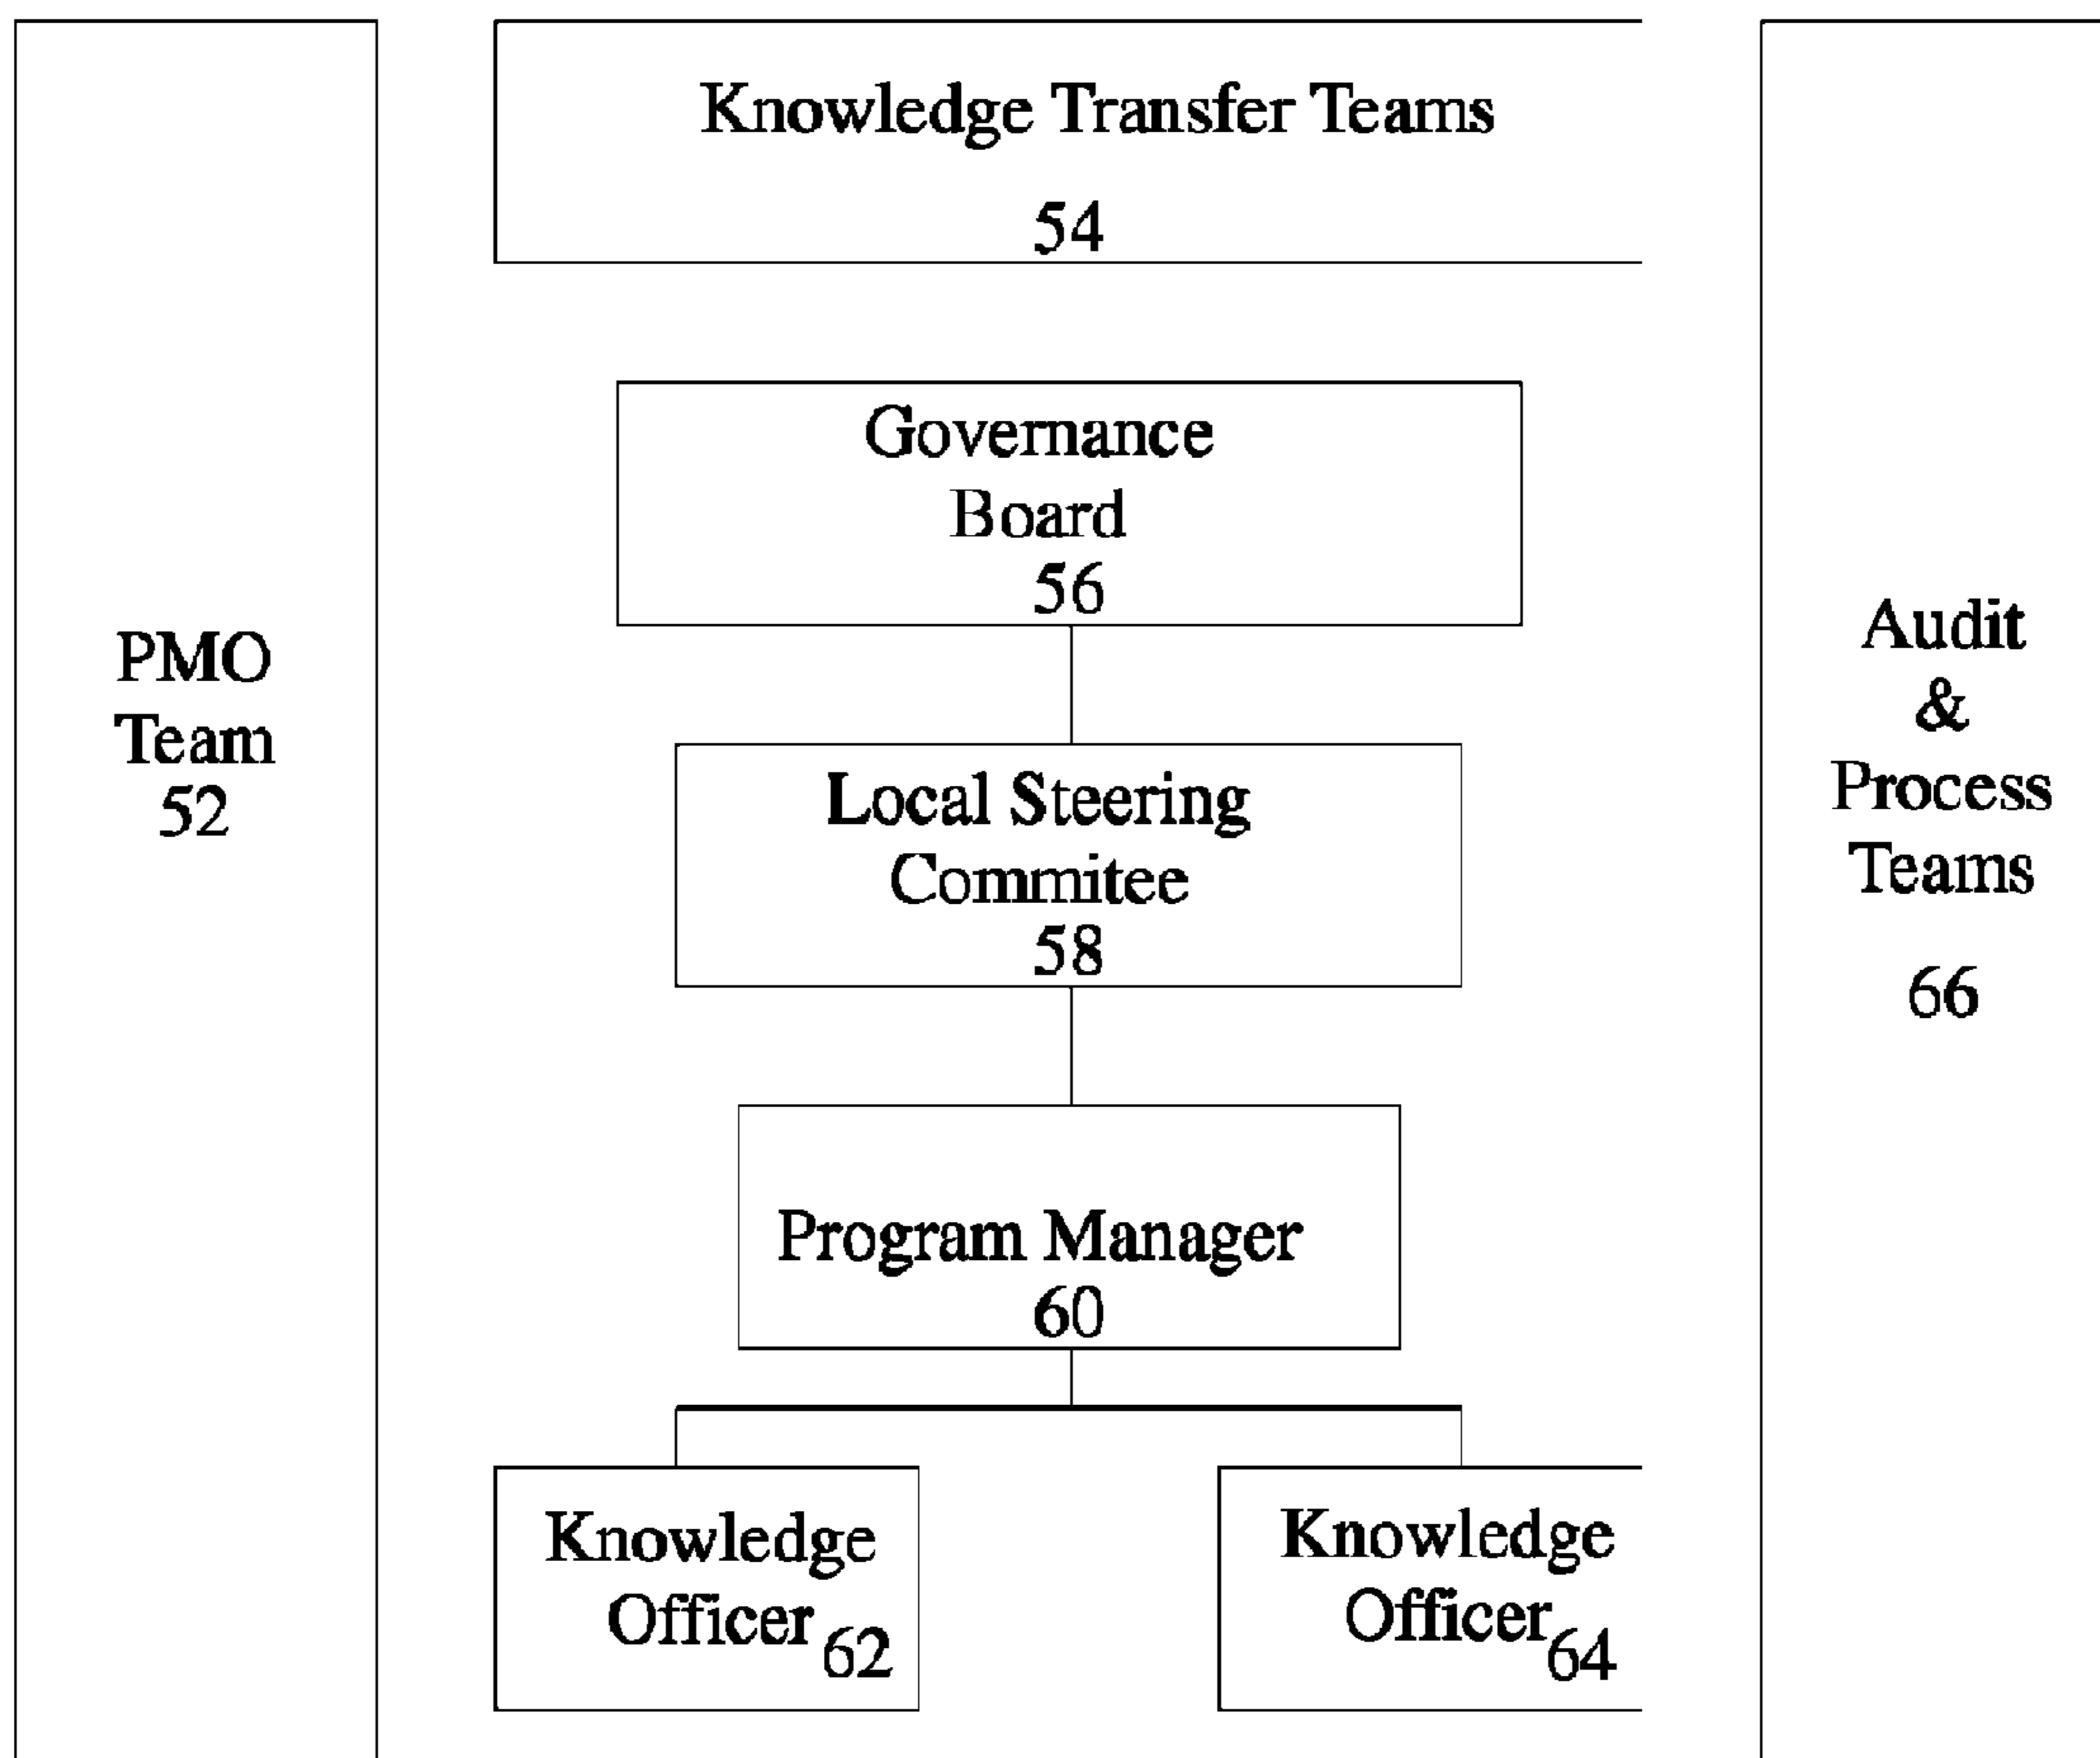 Knowledge Transfer Teams
54
Governance
Board
56
PMO
Team
52
Local Steering
Commitee
58
Audit
&
Process
Teams
66
Program Manager
60
Knowledge
Officer 62
Knowledge
Officer 64